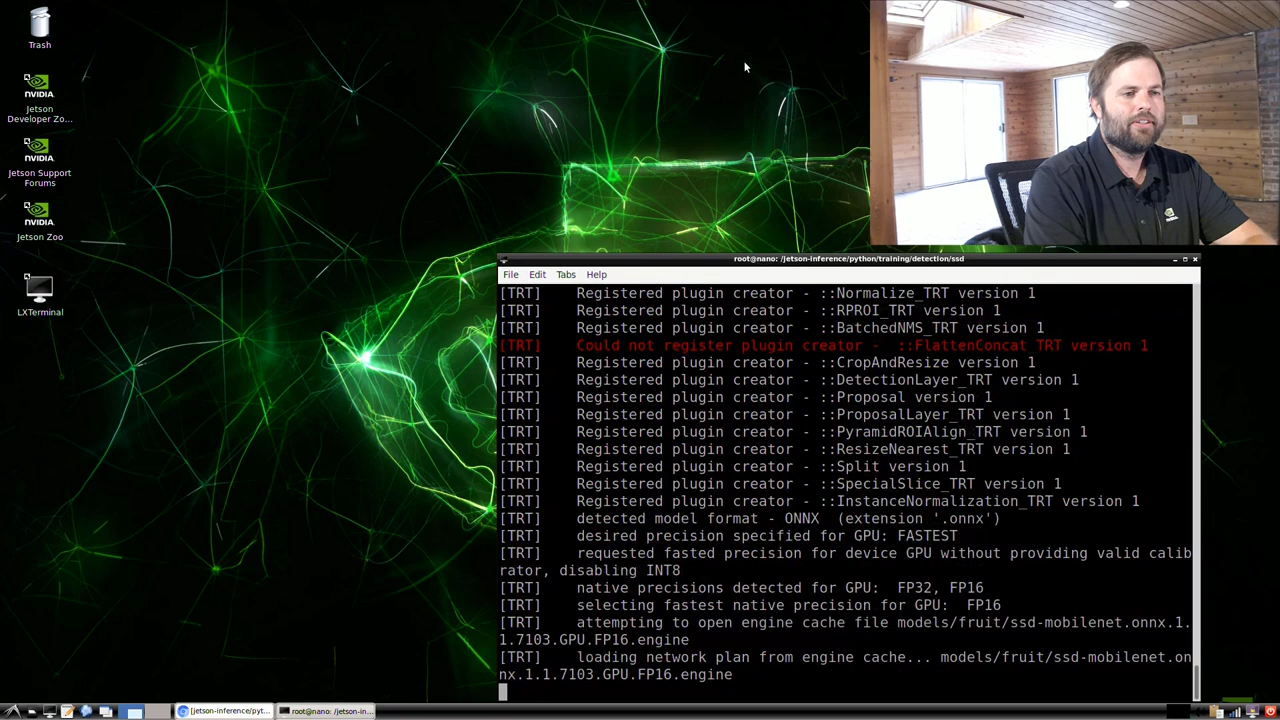 Trash
NVIDIA
Jetson
Developer Zo...
NVIDIA
Jetson Support
Forums
NVIDIA
Jetson Zoo
LXTerminal
root@nano: /jetson-inference/python/training/detection/ssd
File Edit Tabs Help
[TRT] Registered plugin creator - ::Normalize_TRT version 1
[TRT] Registered plugin creator - ::RPROI_TRT version 1
[TRT] Registered plugin creator - ::BatchedNMS_TRT version 1
[TRT] Could not register plugin creator - ::FlattenConcat_TRT version 1
[TRT] Registered plugin creator - ::CropAndResize version 1
[TRT] Registered plugin creator - ::DetectionLayer_TRT version 1
[TRT] Registered plugin creator - ::Proposal version 1
[TRT] Registered plugin creator - ::ProposalLayer_TRT version 1
[TRT] Registered plugin creator - ::PyramidROIAlign_TRT version 1
[TRT] Registered plugin creator - ::ResizeNearest_TRT version 1
[TRT] Registered plugin creator - ::Split version 1
[TRT] Registered plugin creator - ::SpecialSlice_TRT version 1
[TRT] Registered plugin creator - ::InstanceNormalization_TRT version 1
[TRT] detected model format - ONNX (extension '.onnx')
[TRT] desired precision specified for GPU: FASTEST
[TRT] requested fasted precision for device GPU without providing valid calib
rator, disabling INT8
[TRT] native precisions detected for GPU: FP32, FP16
[TRT] selecting fastest native precision for GPU: FP16
[TRT] attempting to open engine cache file models/fruit/ssd-mobilenet.onnx.1.
1.7103.GPU.FP16.engine
[TRT] loading network plan from engine cache... models/fruit/ssd-mobilenet.on
nx.1.1.7103.GPU.FP16.engine
[jetson-inference/pyt...
root@nano: /jetson-in...